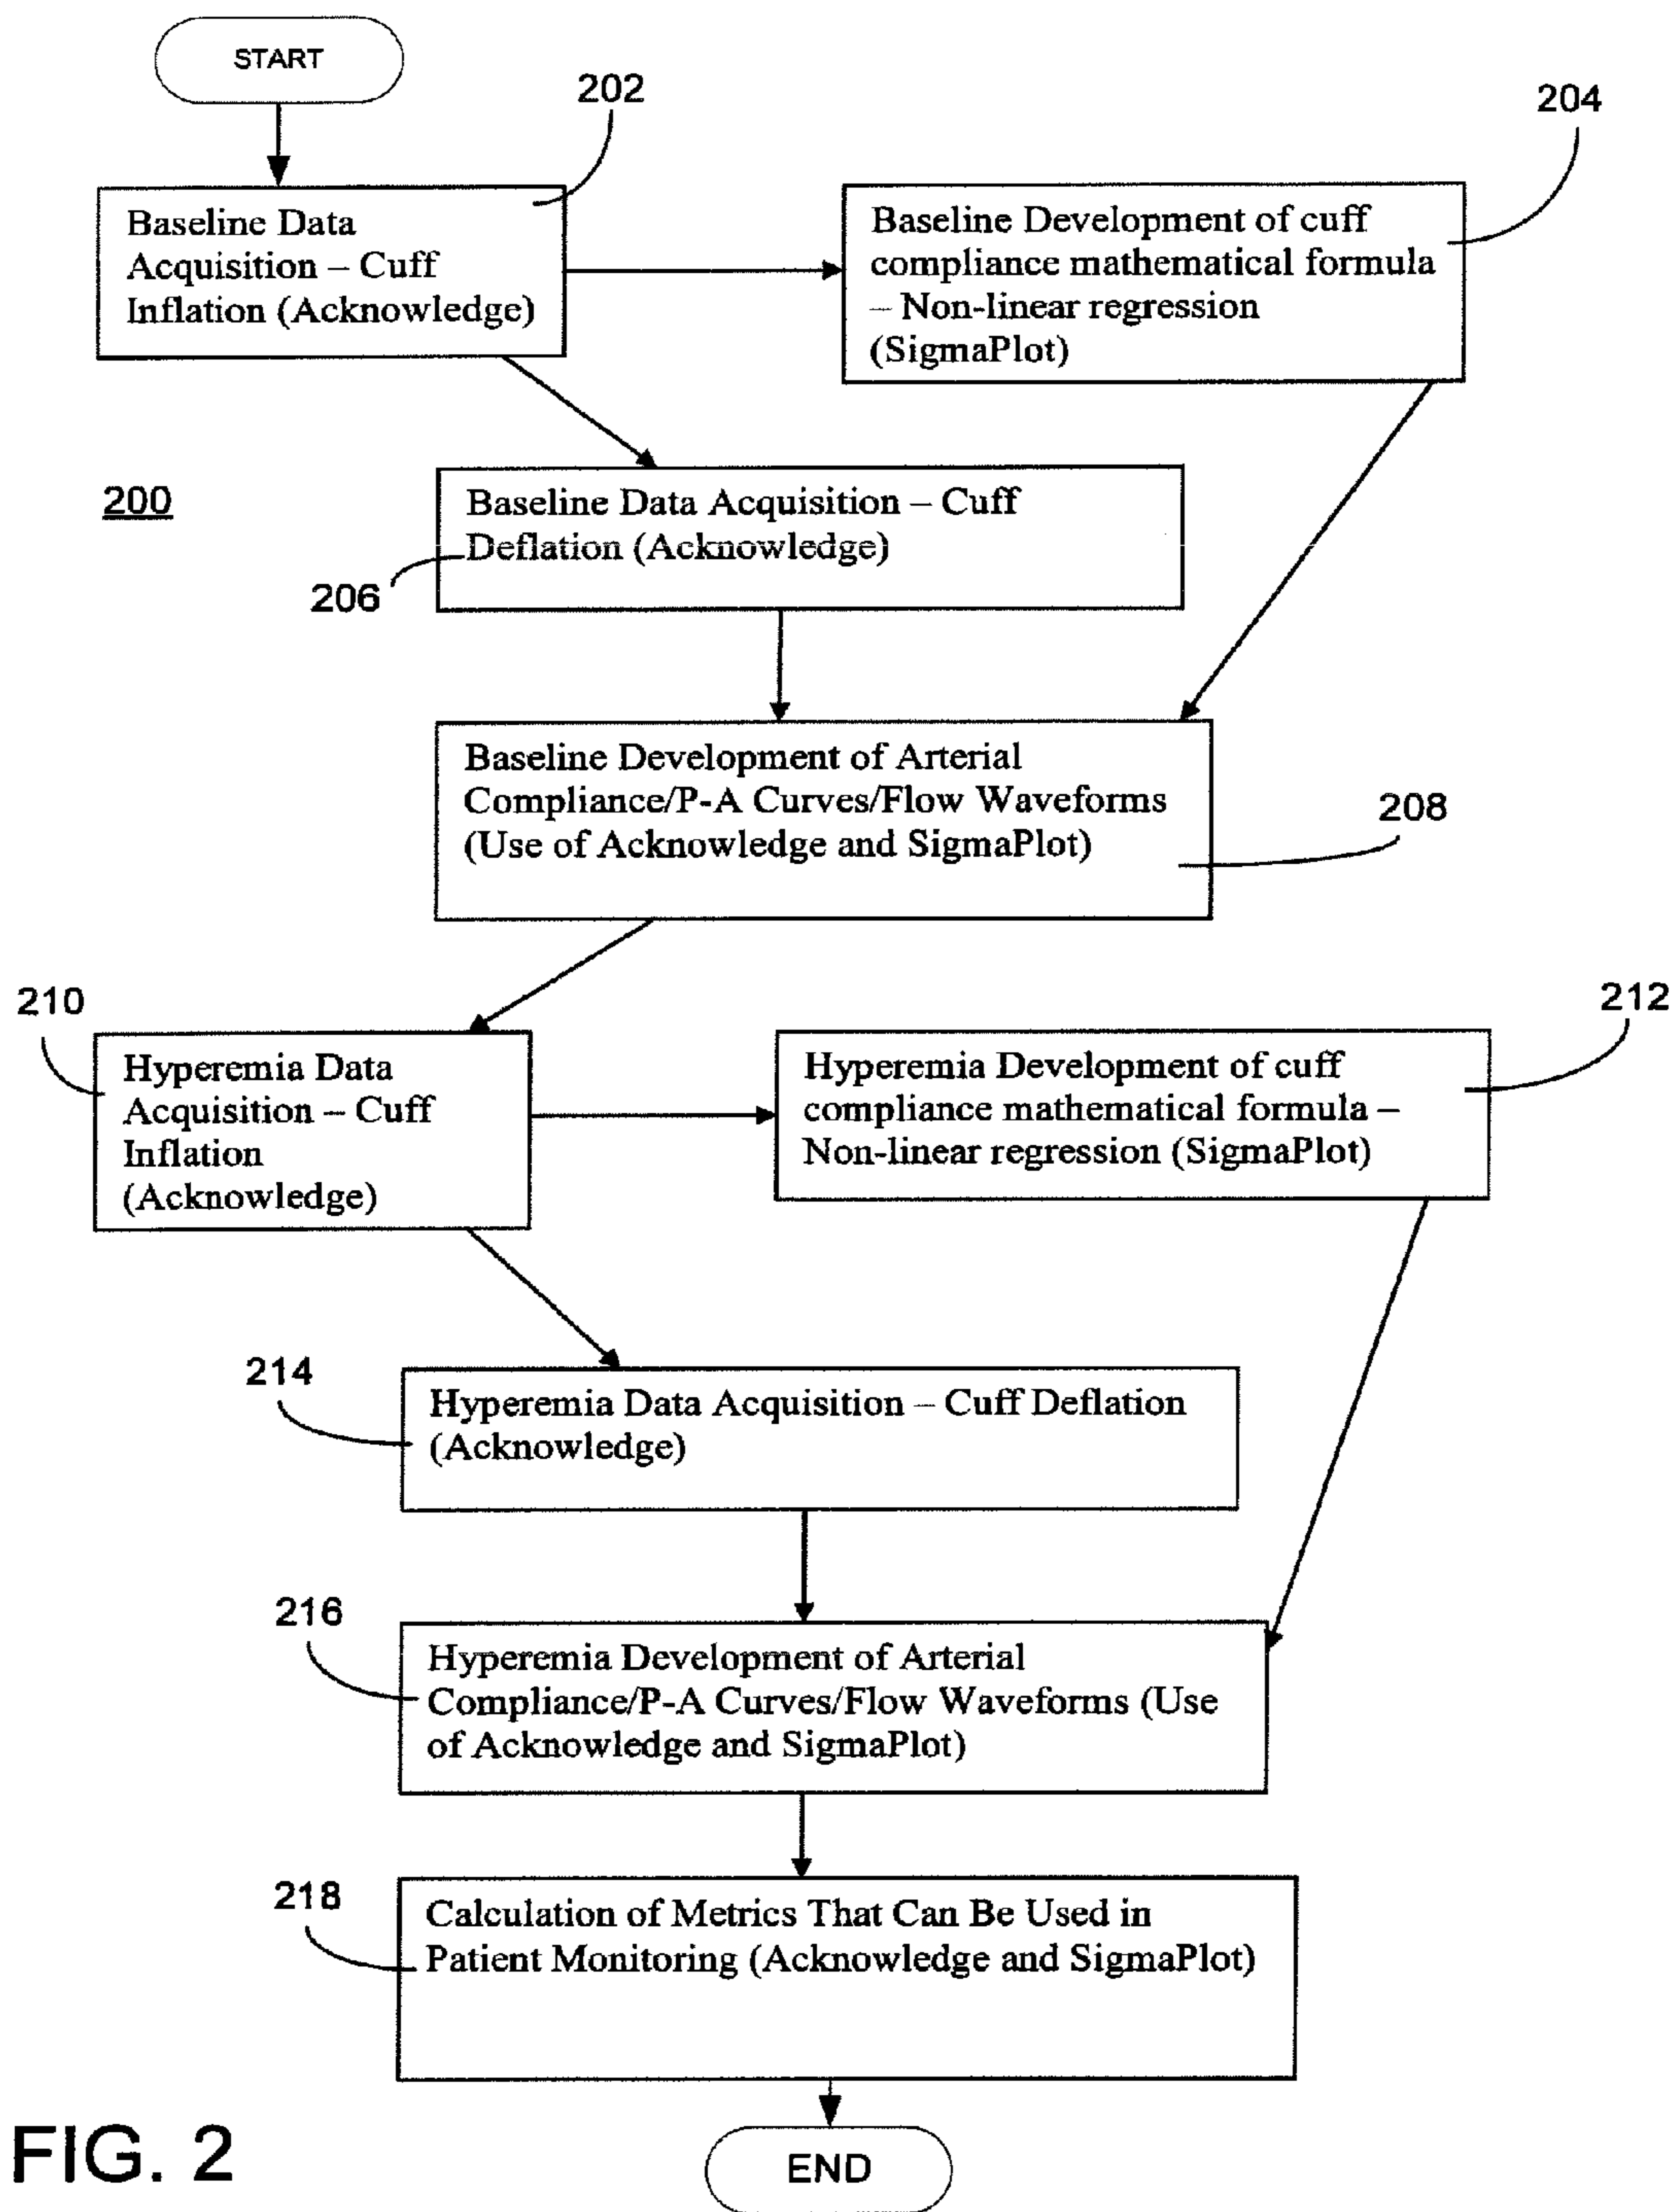 START
202
204
Baseline Data
Acquisition – Cuff
Inflation (Acknowledge)
Baseline Development of cuff
compliance mathematical formula
– Non-linear regression
(SigmaPlot)
200
Baseline Data Acquisition – Cuff
Deflation (Acknowledge)
206
Baseline Development of Arterial
Compliance/P-A Curves/Flow Waveforms
(Use of Acknowledge and SigmaPlot)
208
210
212
Hyperemia Data
Acquisition – Cuff
Inflation
(Acknowledge)
Hyperemia Development of cuff
compliance mathematical formula –
Non-linear regression (SigmaPlot)
214
Hyperemia Data Acquisition – Cuff Deflation
(Acknowledge)
216
Hyperemia Development of Arterial
Compliance/P-A Curves/Flow Waveforms (Use
of Acknowledge and SigmaPlot)
218
Calculation of Metrics That Can Be Used in
Patient Monitoring (Acknowledge and SigmaPlot)
END
FIG. 2